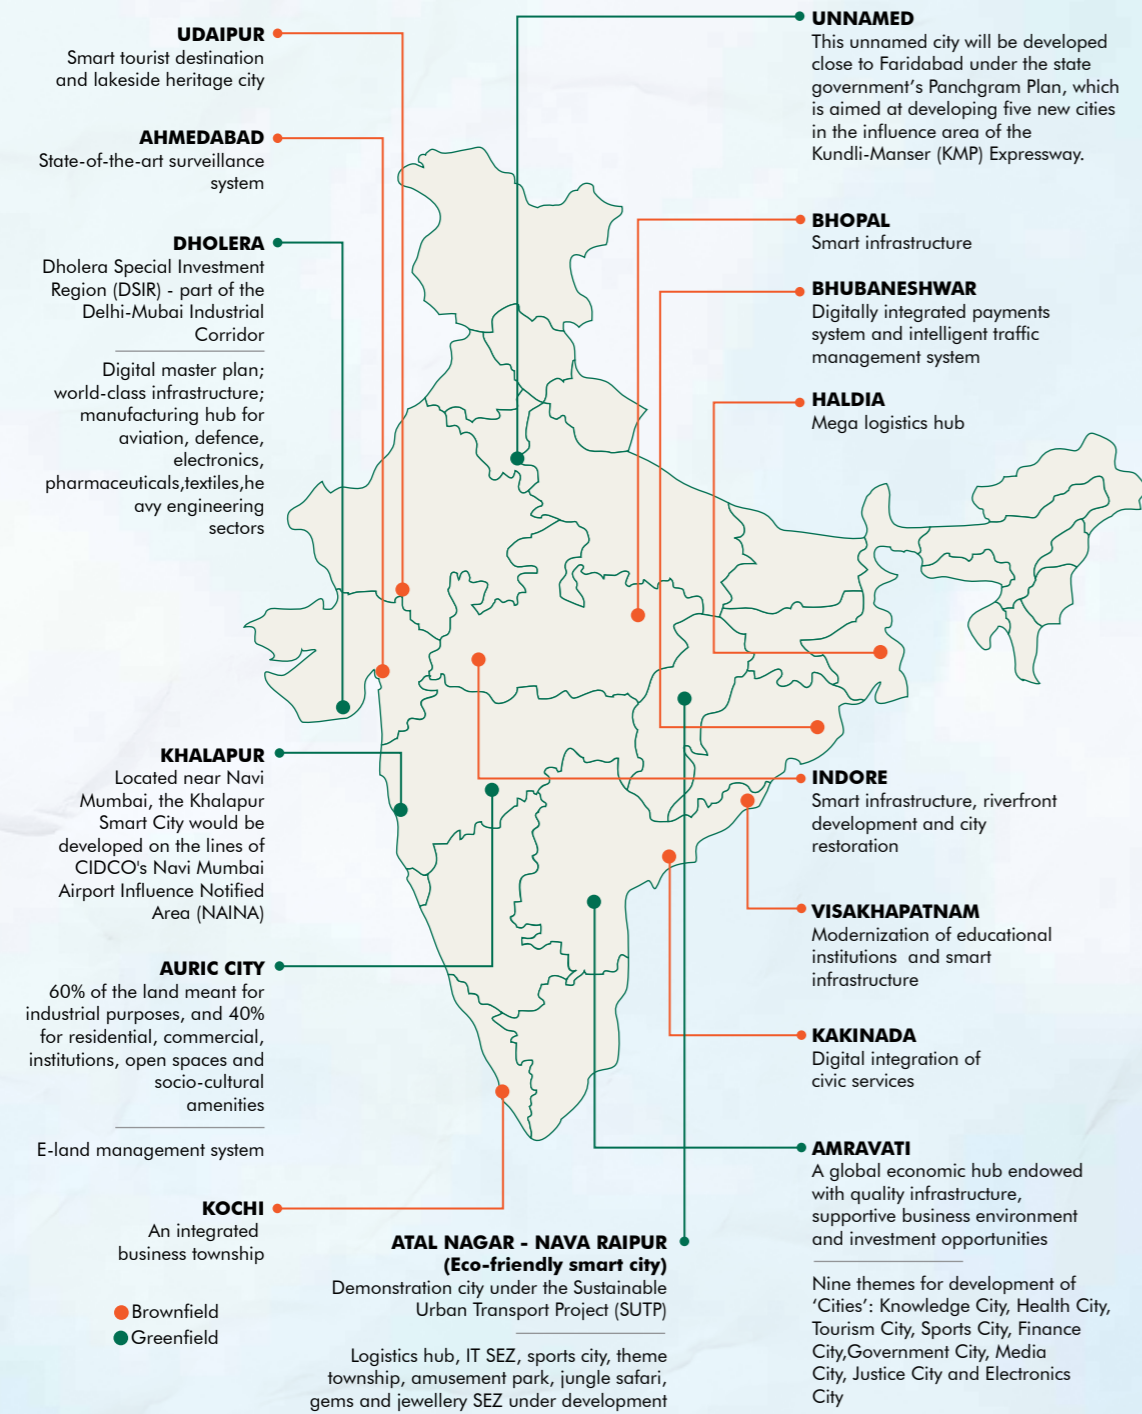 UDAIPUR
Smart tourist destination
and lakeside heritage city
AHMEDABAD
State-of-the-art surveillance
system
DHOLERA
Dholera Special Investment
Region (DSIR) - part of the
Delhi-Mubai Industrial
Corridor
Digital master plan;
world-class infrastructure;
manufacturing hub for
aviation, defence,
electronics,
pharmaceuticals,textiles,he
avy engineering
sectors
KHALAPUR
Located near Navi
Mumbai, the Khalapur
Smart City would be
developed on the lines of
CIDCO's Navi Mumbai
Airport Influence Notified
Area (NAINA)
AURIC CITY
60% of the land meant for
industrial purposes, and 40%
for residential, commercial,
institutions, open spaces and
socio-cultural
amenities
E-land management system
KOCHI
An integrated
business township
Brownfield
Greenfield
ATAL NAGAR - NAVA RAIPUR
(Eco-friendly smart city)
Demonstration city under the Sustainable
Urban Transport Project (SUTP)
Logistics hub, IT SEZ, sports city, theme
township, amusement park, jungle safari,
gems and jewellery SEZ under development
UNNAMED
This unnamed city will be developed
close to Faridabad under the state
government's Panchgram Plan, which
is aimed at developing five new cities
in the influence area of the
Kundli-Manser (KMP) Expressway.
BHOPAL
Smart infrastructure
BHUBANESHWAR
Digitally integrated payments
system and intelligent traffic
management system
HALDIA
Mega logistics hub
INDORE
Smart infrastructure, riverfront
development and city
restoration
VISAKHAPATNAM
Modernization of educational
institutions and smart
infrastructure
KAKINADA
Digital integration of
civic services
AMRAVATI
A global economic hub endowed
with quality infrastructure,
supportive business environment
and investment opportunities
Nine themes for development of
'Cities': Knowledge City, Health City,
Tourism City, Sports City, Finance
City,Government City, Media
City, Justice City and Electronics
City